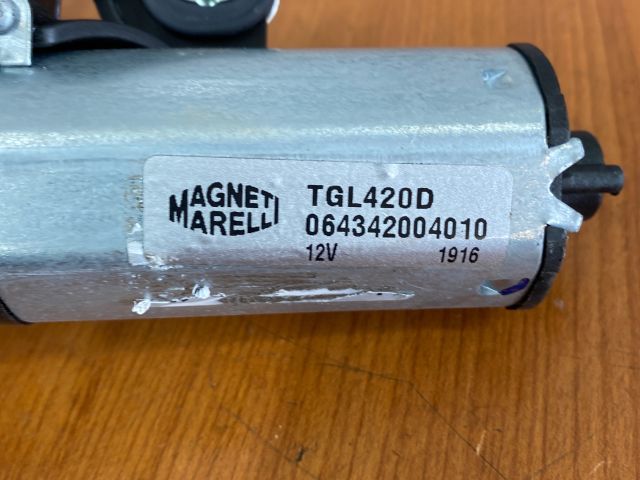 MAGNETI
MARELLI
TGL420D
064342004010
12V 1916